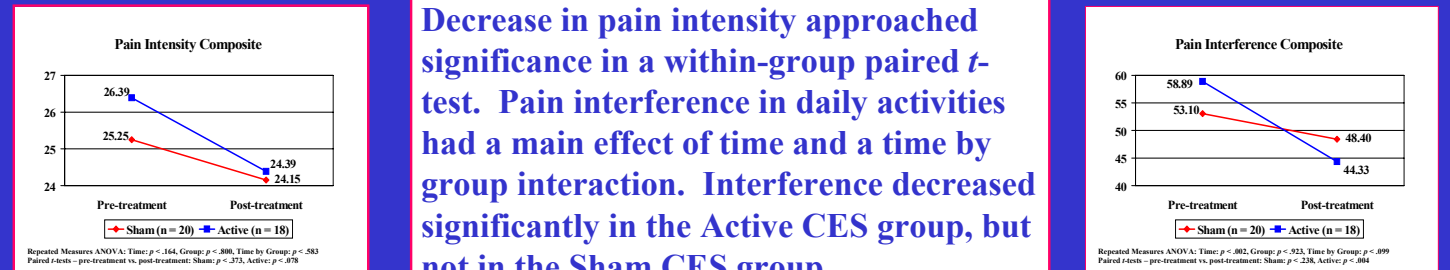 Pain Intensity Composite
27
26
25
24
26.39
25.25
24.39
24.15
Pre-treatment Post-treatment
Sham (n = 20) Active (n = 18)
Repeated Measures ANOVA: Time: p < .164, Group: p < .800, Time by Group: p < .583
Paired t-tests – pre-treatment vs. post-treatment: Sham: p < .373, Active: p < .078
Decrease in pain intensity approached
significance in a within-group paired t-
test. Pain interference in daily activities
had a main effect of time and a time by
group interaction. Interference decreased
significantly in the Active CES group, but
not in the Sham CES group
Pain Interference Composite
60
55
50
45
40
58.89
53.10
48.40
44.33
Pre-treatment Post-treatment
Sham (n = 20) Active (n = 18)
Repeated Measures ANOVA: Time: p < .002, Group: p < .923, Time by Group: p < .099
Paired t-tests – pre-treatment vs. post-treatment: Sham: p < .238, Active: p < .004